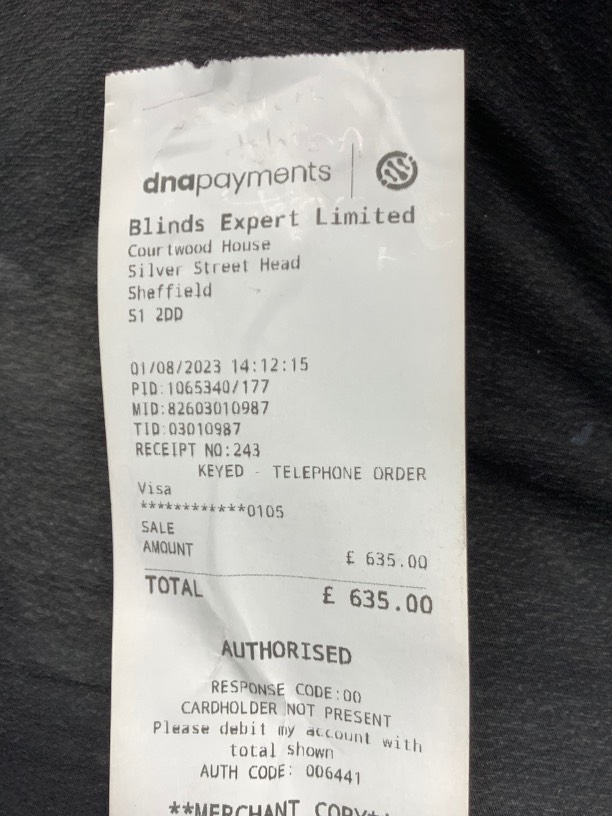 dnapayments
Blinds Expert Limited
Courtwood House
Silver Street Head
Sheffield
S1 2DD
01/08/2023 14:12:15
PID:1065340/177
MID:82603010987
TID:03010987
RECEIPT NO:243
KEYED - TELEPHONE ORDER
Visa
************0105
SALE
AMOUNT £ 635.00
TOTAL £ 635.00
AUTHORISED
RESPONSE CODE:00
CARDHOLDER NOT PRESENT
Please debit my account with
total shown
AUTH CODE: 006441
**MERCHANT COPY**